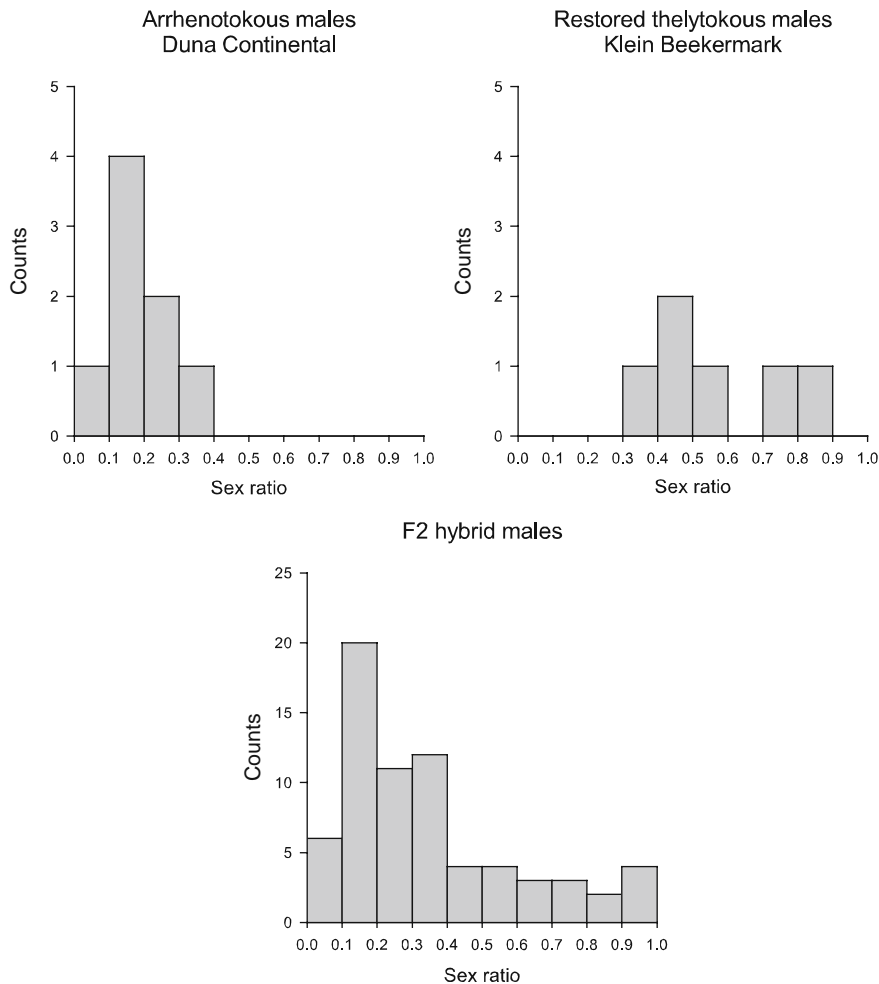 Arrhenotokous males
Duna Continental
5
4
3
2
1
0
Counts
0.0 0.1 0.2 0.3 0.4 0.5 0.6 0.7 0.8 0.9 1.0
Sex ratio
Restored thelytokous males
Klein Beekermark
5
4
3
2
1
0
Counts
0.0 0.1 0.2 0.3 0.4 0.5 0.6 0.7 0.8 0.9 1.0
Sex ratio
F2 hybrid males
25
20
15
10
5
0
Counts
0.0 0.1 0.2 0.3 0.4 0.5 0.6 0.7 0.8 0.9 1.0
Sex ratio